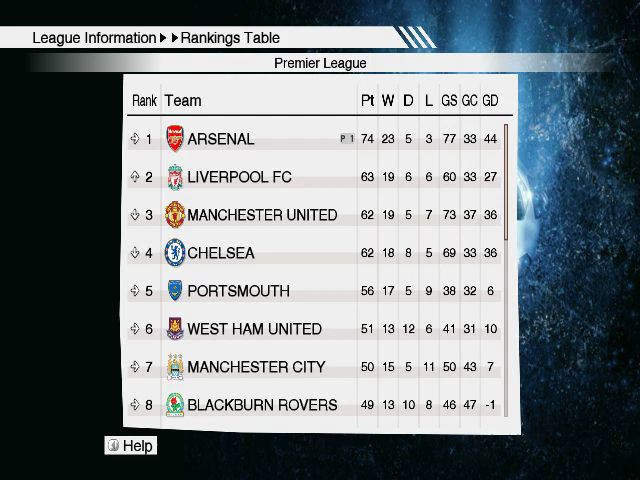 League Information Rankings Table
Premier League
Rank Team Pt W D L GS GC GD
1 ARSENAL P 1 74 23 5 3 77 33 44
2 LIVERPOOL FC 63 19 6 6 60 33 27
3 MANCHESTER UNITED 62 19 5 7 73 37 36
4 CHELSEA 62 18 8 5 69 33 36
5 PORTSMOUTH 56 17 5 9 38 32 6
6 WEST HAM UNITED 51 13 12 6 41 31 10
7 MANCHESTER CITY 50 15 5 11 50 43 7
8 BLACKBURN ROVERS 49 13 10 8 46 47 -1
Help